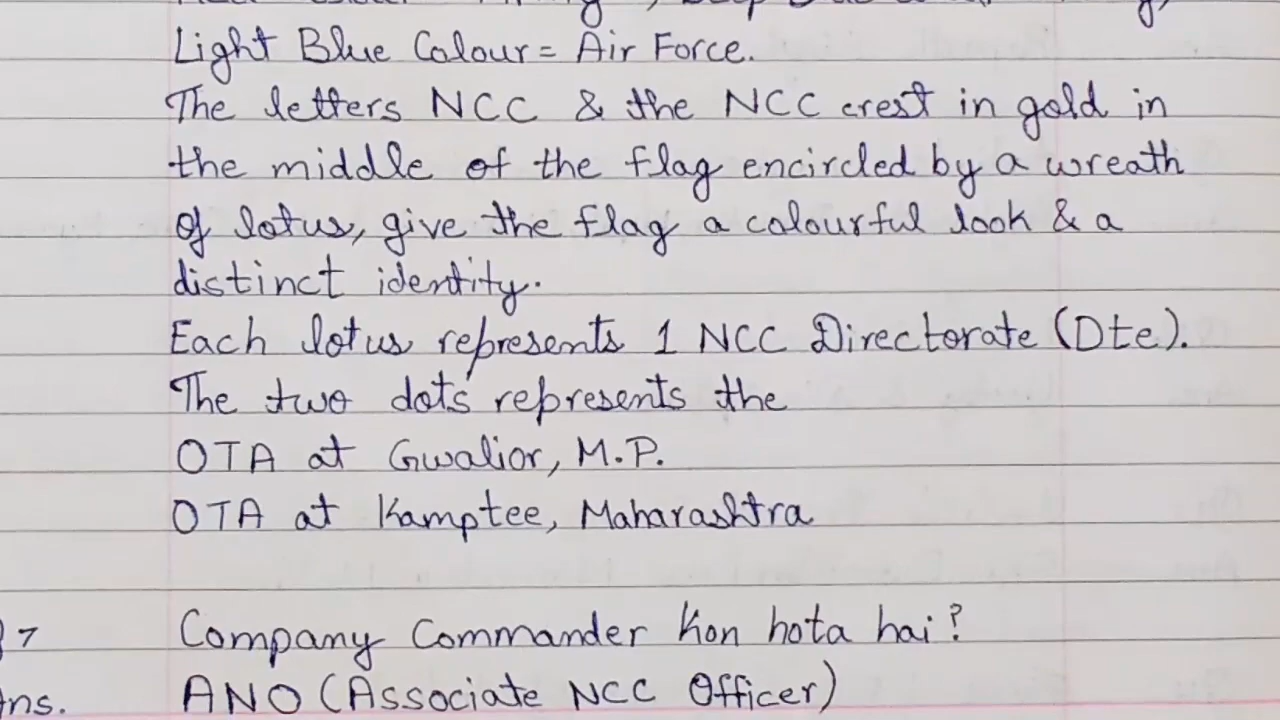 Light Blue Colour = Air Force.
The letters NCC & the NCC crest in gold in
the middle of the flag encircled by a wreath
of lotus, give the flag a colourful look & a
distinct identity.
Each lotus represents 1 NCC Directorate (Dte).
The two dots represents the
OTA at Gwalior, M.P.
OTA at Kamptee, Maharashtra
7 Company Commander Kon hota hai?
Ans. ANO (Associate NCC Officer)